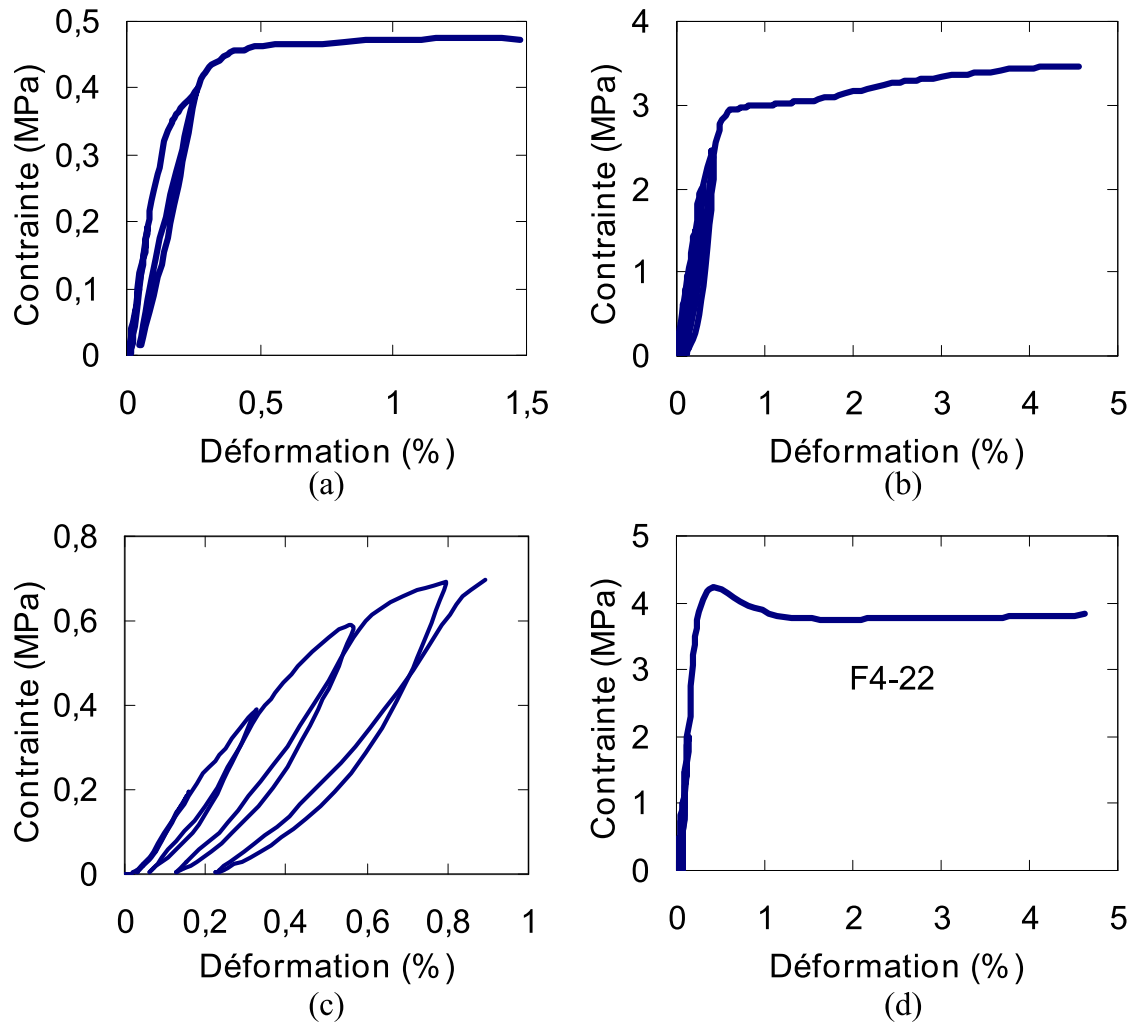 Contrainte (MPa)
0,5
0,4
0,3
0,2
0,1
0
0 0,5 1 1,5
Déformation (%)
(a)
Contrainte (MPa)
4
3
2
1
0
0 1 2 3 4 5
Déformation (%)
(b)
Contrainte (MPa)
0,8
0,6
0,4
0,2
0
0 0,2 0,4 0,6 0,8 1
Déformation (%)
(c)
Contrainte (MPa)
5
4
3
2
1
0
F4-22
0 1 2 3 4 5
Déformation (%)
(d)